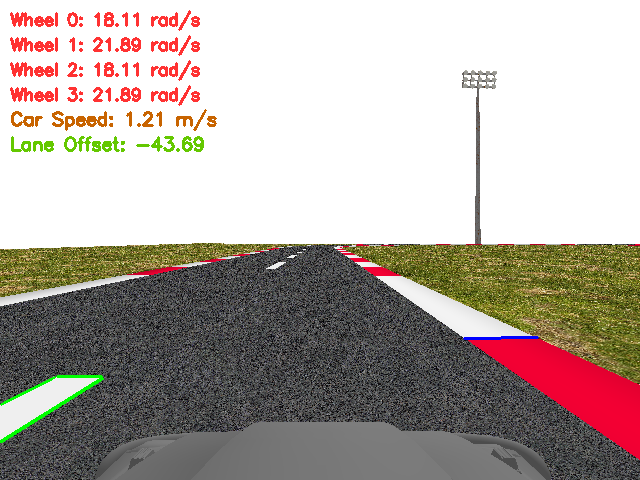 Wheel 0: 18.11 rad/s
Wheel 1: 21.89 rad/s
Wheel 2: 18.11 rad/s
Wheel 3: 21.89 rad/s
Car Speed: 1.21 m/s
Lane Offset: -43.69